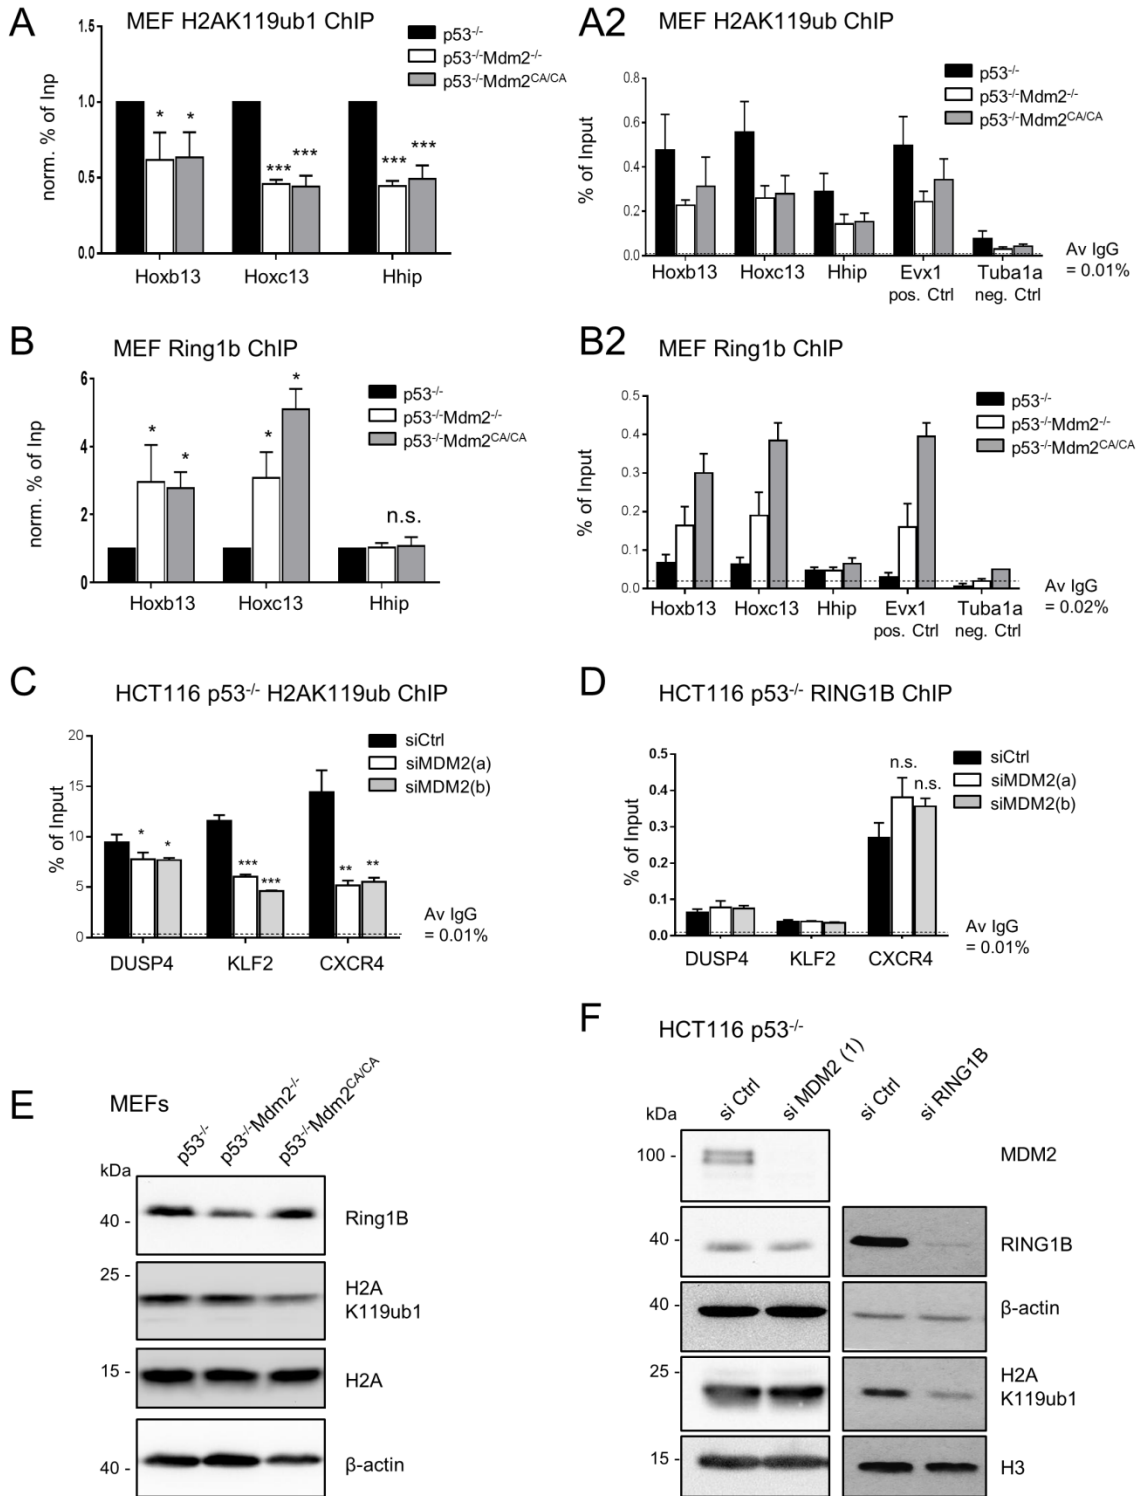 A
MEF H2AK119ub1 ChIP
p53-/-
p53-/-Mdm2-/-
p53-/-Mdm2CA/CA
norm. % of Inp
1.5
1.0
0.5
0.0
* *
*** ***
*** ***
Hoxb13 Hoxc13 Hhip
A2
MEF H2AK119ub ChIP
p53-/-
p53-/-Mdm2-/-
p53-/-Mdm2CA/CA
% of Input
0.8
0.6
0.4
0.2
0.0
Hoxb13 Hoxc13 Hhip Evx1 Tuba1a
pos. Ctrl neg. Ctrl
Av IgG
= 0.01%
B
MEF Ring1b ChIP
p53-/-
p53-/-Mdm2-/-
p53-/-Mdm2CA/CA
norm. % of Inp
6
4
2
0
* *
* *
n.s.
Hoxb13 Hoxc13 Hhip
B2
MEF Ring1b ChIP
p53-/-
p53-/-Mdm2-/-
p53-/-Mdm2CA/CA
% of Input
0.5
0.4
0.3
0.2
0.1
0.0
Hoxb13 Hoxc13 Hhip Evx1 Tuba1a
pos. Ctrl neg. Ctrl
Av IgG
= 0.02%
C
HCT116 p53-/- H2AK119ub ChIP
siCtrl
siMDM2(a)
siMDM2(b)
% of Input
20
15
10
5
0
* *
*** ***
** **
DUSP4 KLF2 CXCR4
Av IgG
= 0.01%
D
HCT116 p53-/- RING1B ChIP
siCtrl
siMDM2(a)
siMDM2(b)
% of Input
0.5
0.4
0.3
0.2
0.1
0.0
n.s.
n.s.
DUSP4 KLF2 CXCR4
Av IgG
= 0.01%
E
MEFs
p53-/-
p53-/-Mdm2-/-
p53-/-Mdm2CA/CA
kDa
40 -
Ring1B
25 -
H2A
K119ub1
15 -
H2A
40 -
β-actin
F
HCT116 p53-/-
si Ctrl
si MDM2 (1)
si Ctrl
si RING1B
kDa
100 -
MDM2
40 -
RING1B
40 -
β-actin
25 -
H2A
K119ub1
15 -
H3